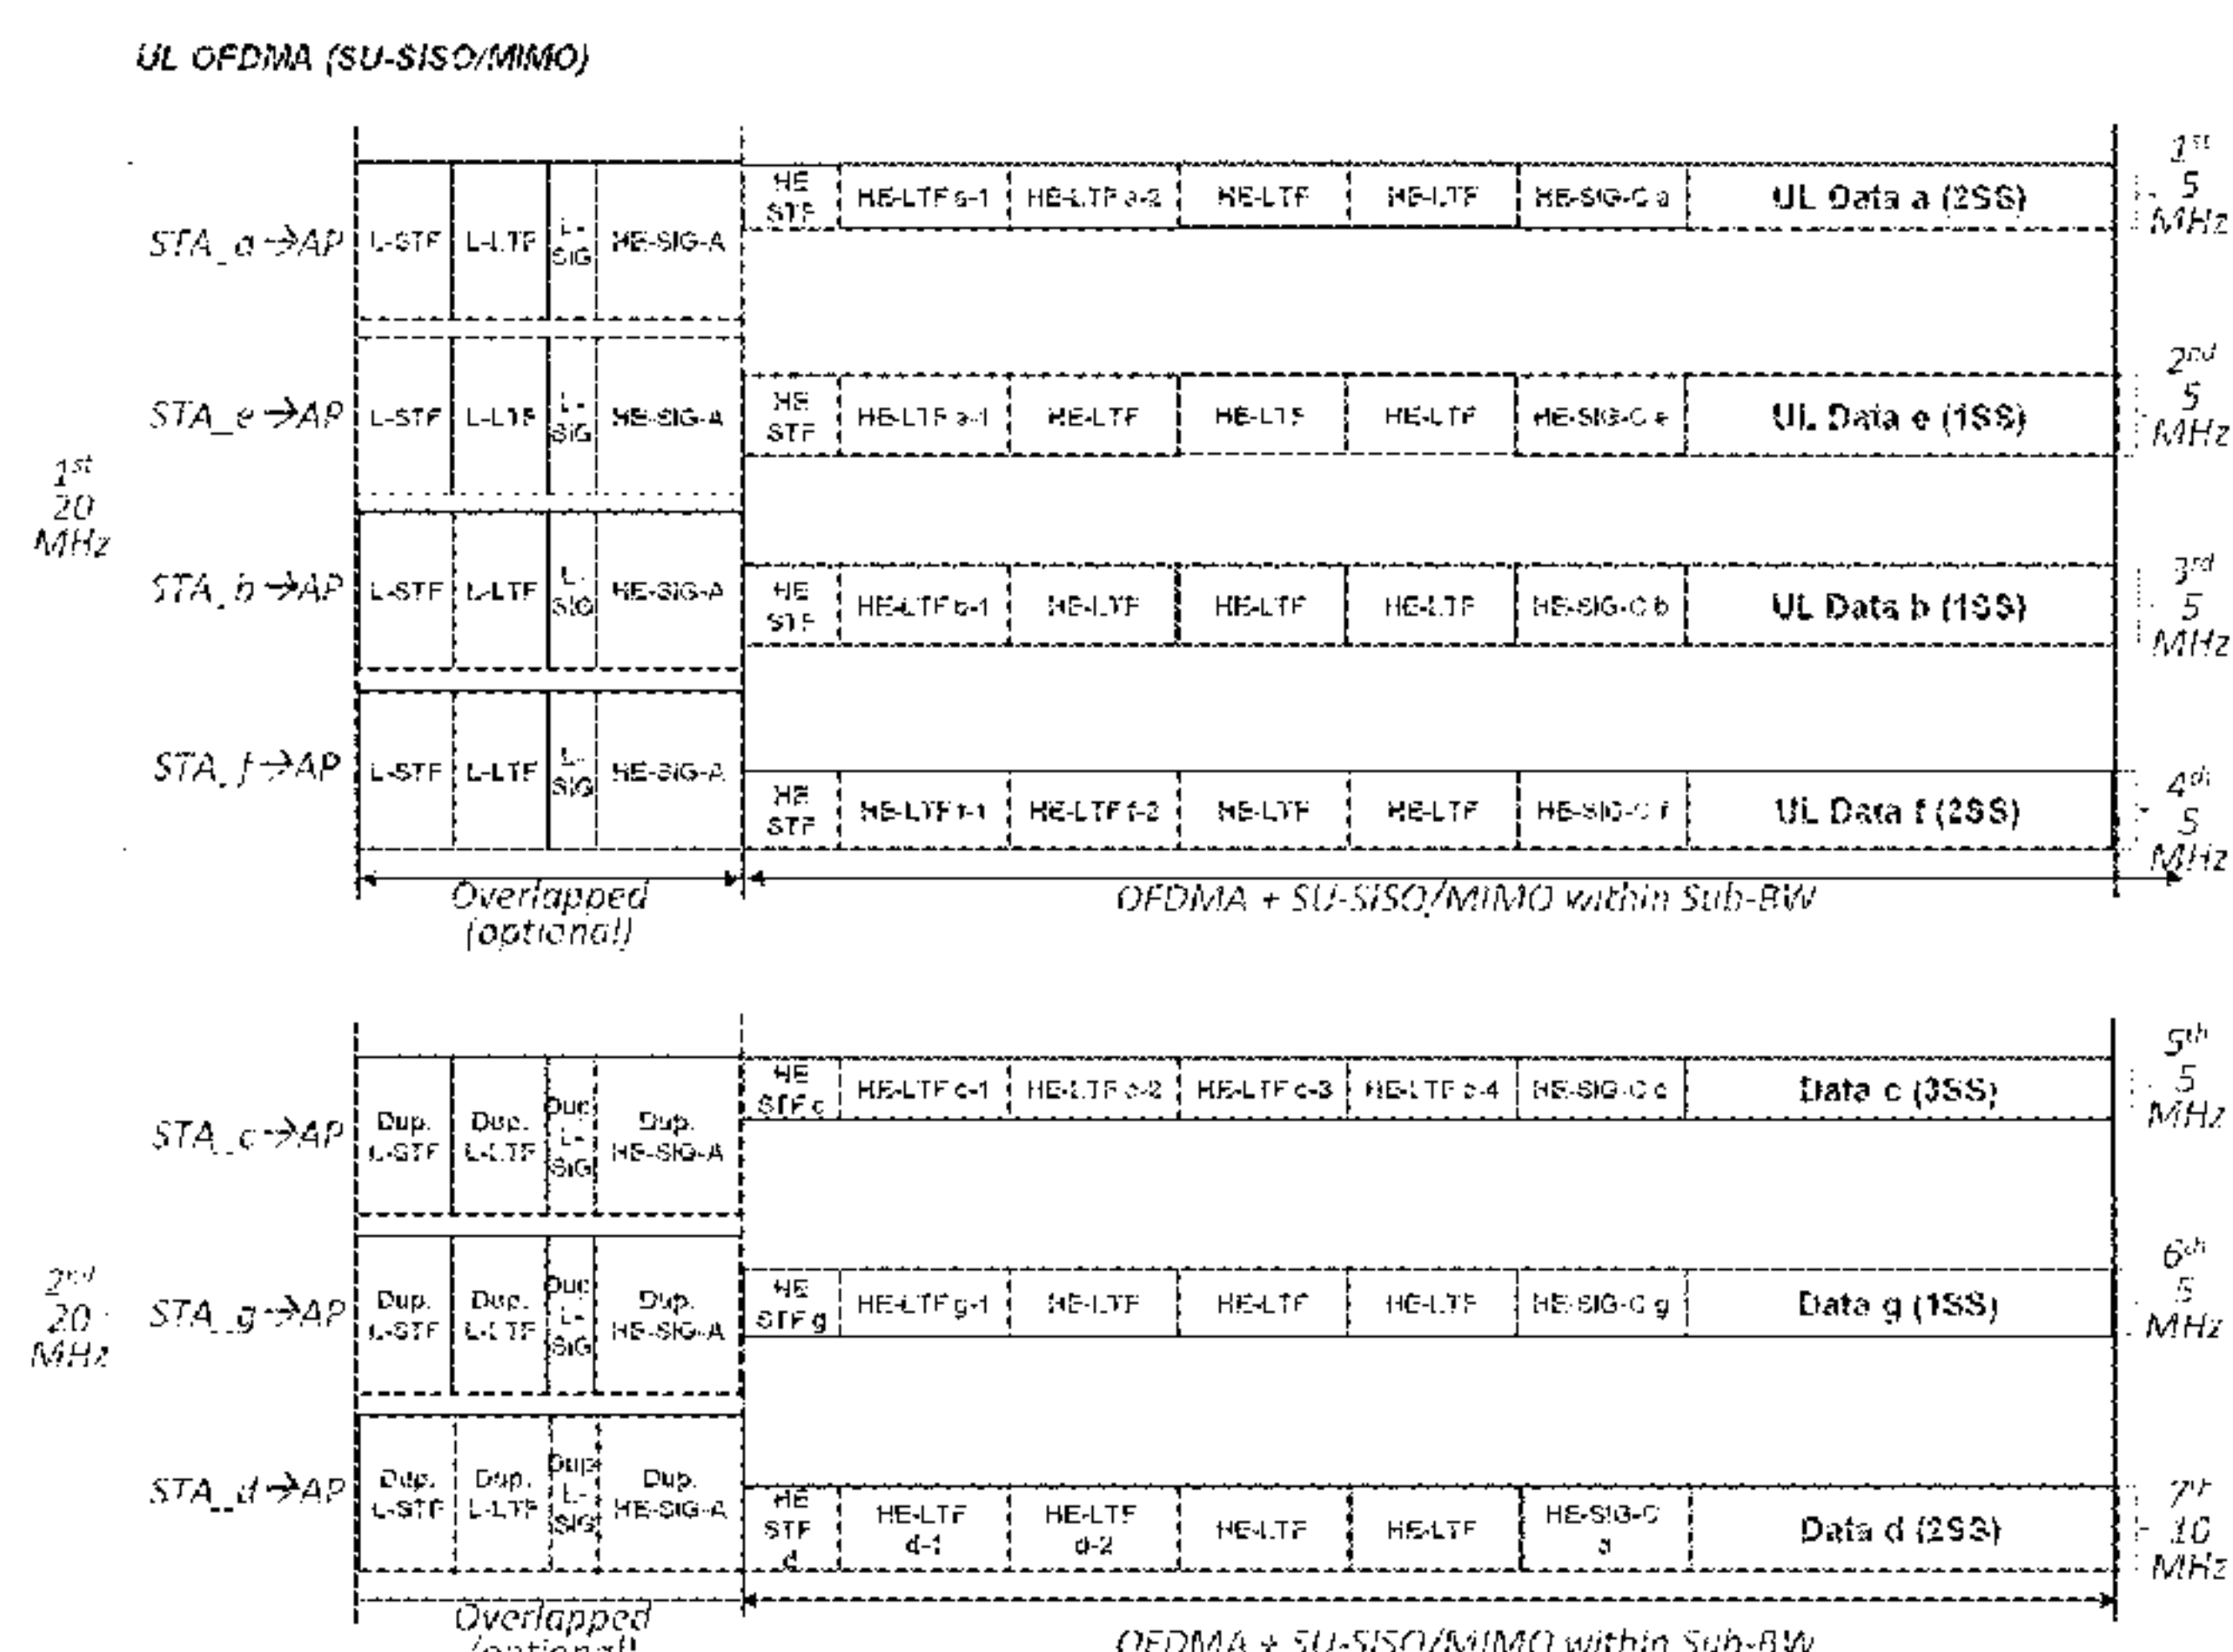 UL OFDMA (SU-SISO/MIMO)
1st 20 MHz
STA_a→AP L-STF L-LTF L-SIG HE-SIG-A HE STF HE-LTF a-1 HE-LTF a-2 HE-LTF HE-LTF HE-SIG-C a UL Data a (2SS) 1st 5 MHz
STA_e→AP L-STF L-LTF L-SIG HE-SIG-A HE STF HE-LTF e-1 HE-LTF HE-LTF HE-LTF HE-SIG-C e UL Data e (1SS) 2nd 5 MHz
STA_b→AP L-STF L-LTF L-SIG HE-SIG-A HE STF HE-LTF b-1 HE-LTF HE-LTF HE-LTF HE-SIG-C b UL Data b (1SS) 3rd 5 MHz
STA_f→AP L-STF L-LTF L-SIG HE-SIG-A HE STF HE-LTF f-1 HE-LTF f-2 HE-LTF HE-LTF HE-SIG-C f UL Data f (2SS) 4th 5 MHz
Overlapped (optional) OFDMA + SU-SISO/MIMO within Sub-BW
2nd 20 MHz
STA_c→AP Dup. L-STF Dup. L-LTF Dup. L-SIG Dup. HE-SIG-A HE STF c HE-LTF c-1 HE-LTF c-2 HE-LTF c-3 HE-LTF c-4 HE-SIG-C c Data c (3SS) 5th 5 MHz
STA_g→AP Dup. L-STF Dup. L-LTF Dup. L-SIG Dup. HE-SIG-A HE STF g HE-LTF g-1 HE-LTF HE-LTF HE-LTF HE-SIG-C g Data g (1SS) 6th 5 MHz
STA_d→AP Dup. L-STF Dup. L-LTF Dup L-SIG Dup. HE-SIG-A HE STF d HE-LTF d-1 HE-LTF d-2 HE-LTF HE-LTF HE-SIG-C Data d (2SS) 7th 10 MHz
Overlapped (optional) OFDMA + SU-SISO/MIMO within Sub-BW